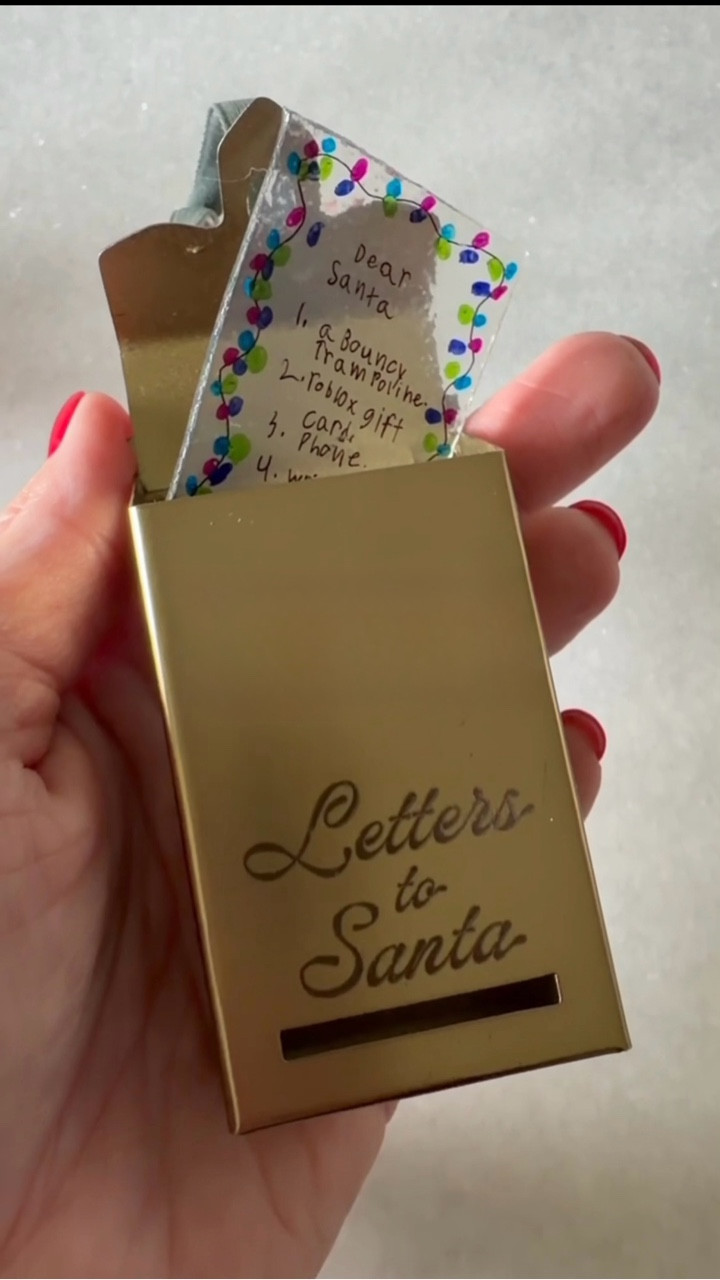 Dear
Santa
1. a Bouncy
Trampoline.
2. roblox gift
card.
3. Phone.
4.
Letters
to
Santa